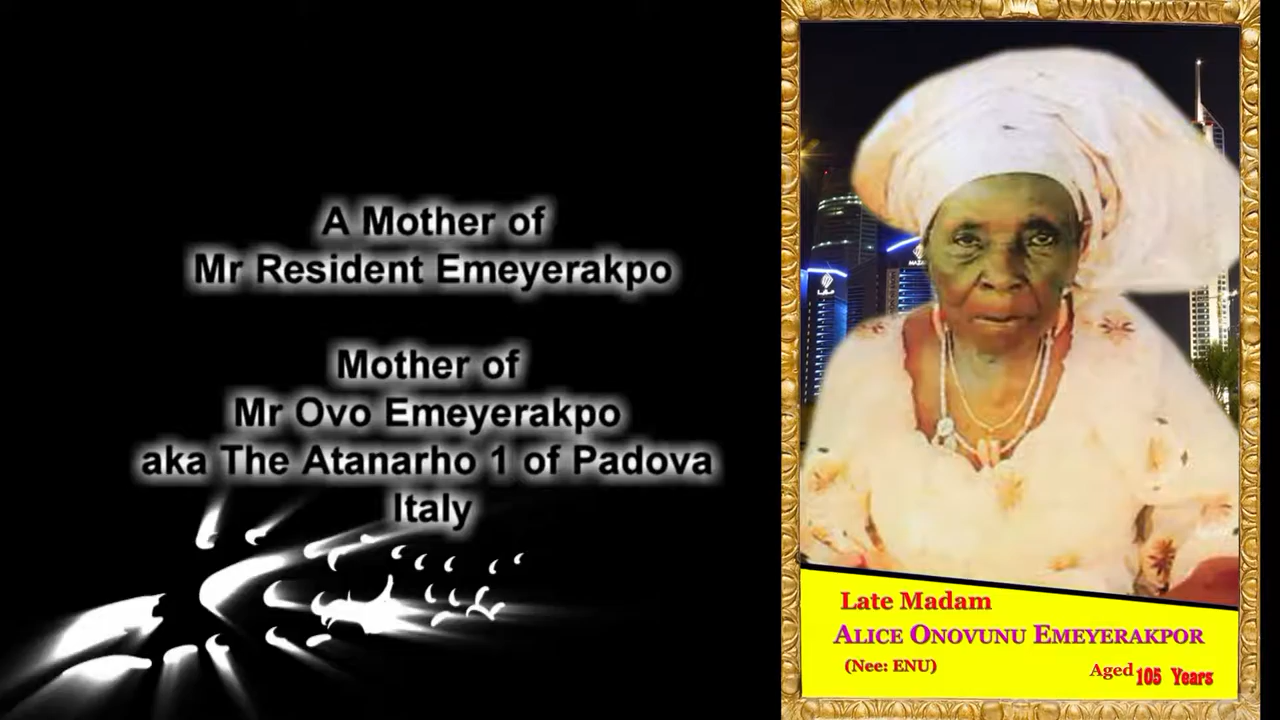 A Mother of
Mr Resident Emeyerakpo
Mother of
Mr Ovo Emeyerakpo
aka The Atanarho 1 of Padova
Italy
Late Madam
ALICE ONOVUNU EMEYERAKPOR
(Nee: ENU)
Aged 105 Years